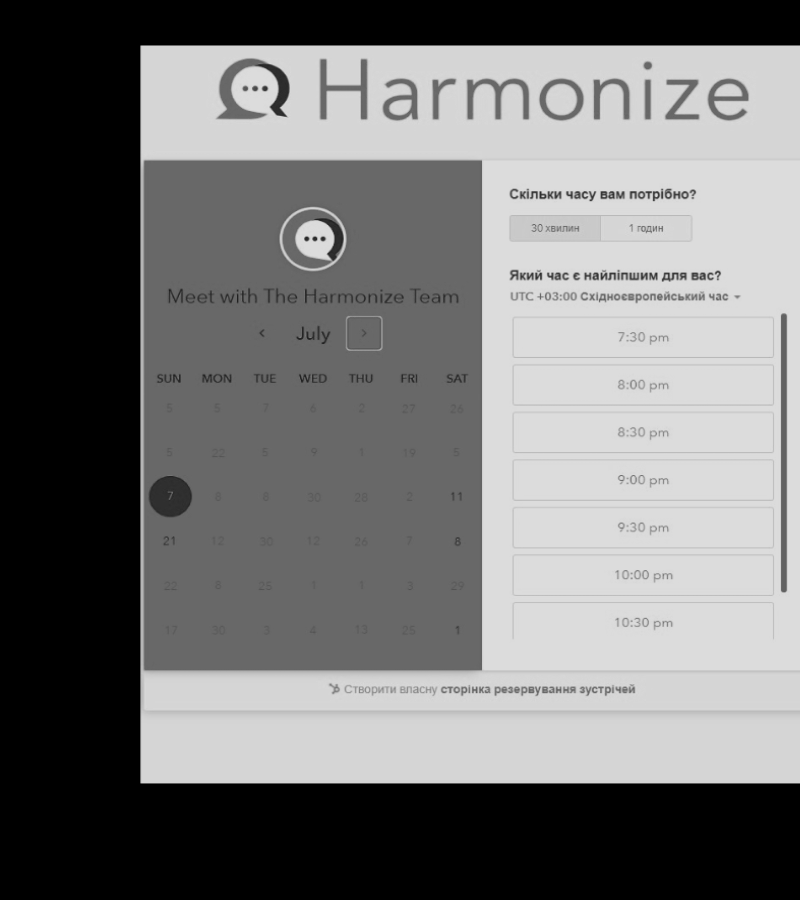 Harmonize
Meet with The Harmonize Team
July
SUN MON TUE WED THU FRI SAT
5 5 7 6 2 27 26
5 22 5 9 1 19 5
7 8 8 30 23 2 11
21 12 30 12 26 7 8
22 8 25 1 1 3 29
17 30 3 4 13 25 1
Скільки часу вам потрібно?
30 хвилин 1 годин
Який час є найліпшим для вас?
UTC +03:00 Східноєвропейський час
7:30 pm
8:00 pm
8:30 pm
9:00 pm
9:30 pm
10:00 pm
10:30 pm
Створити власну сторінка резервування зустрічей